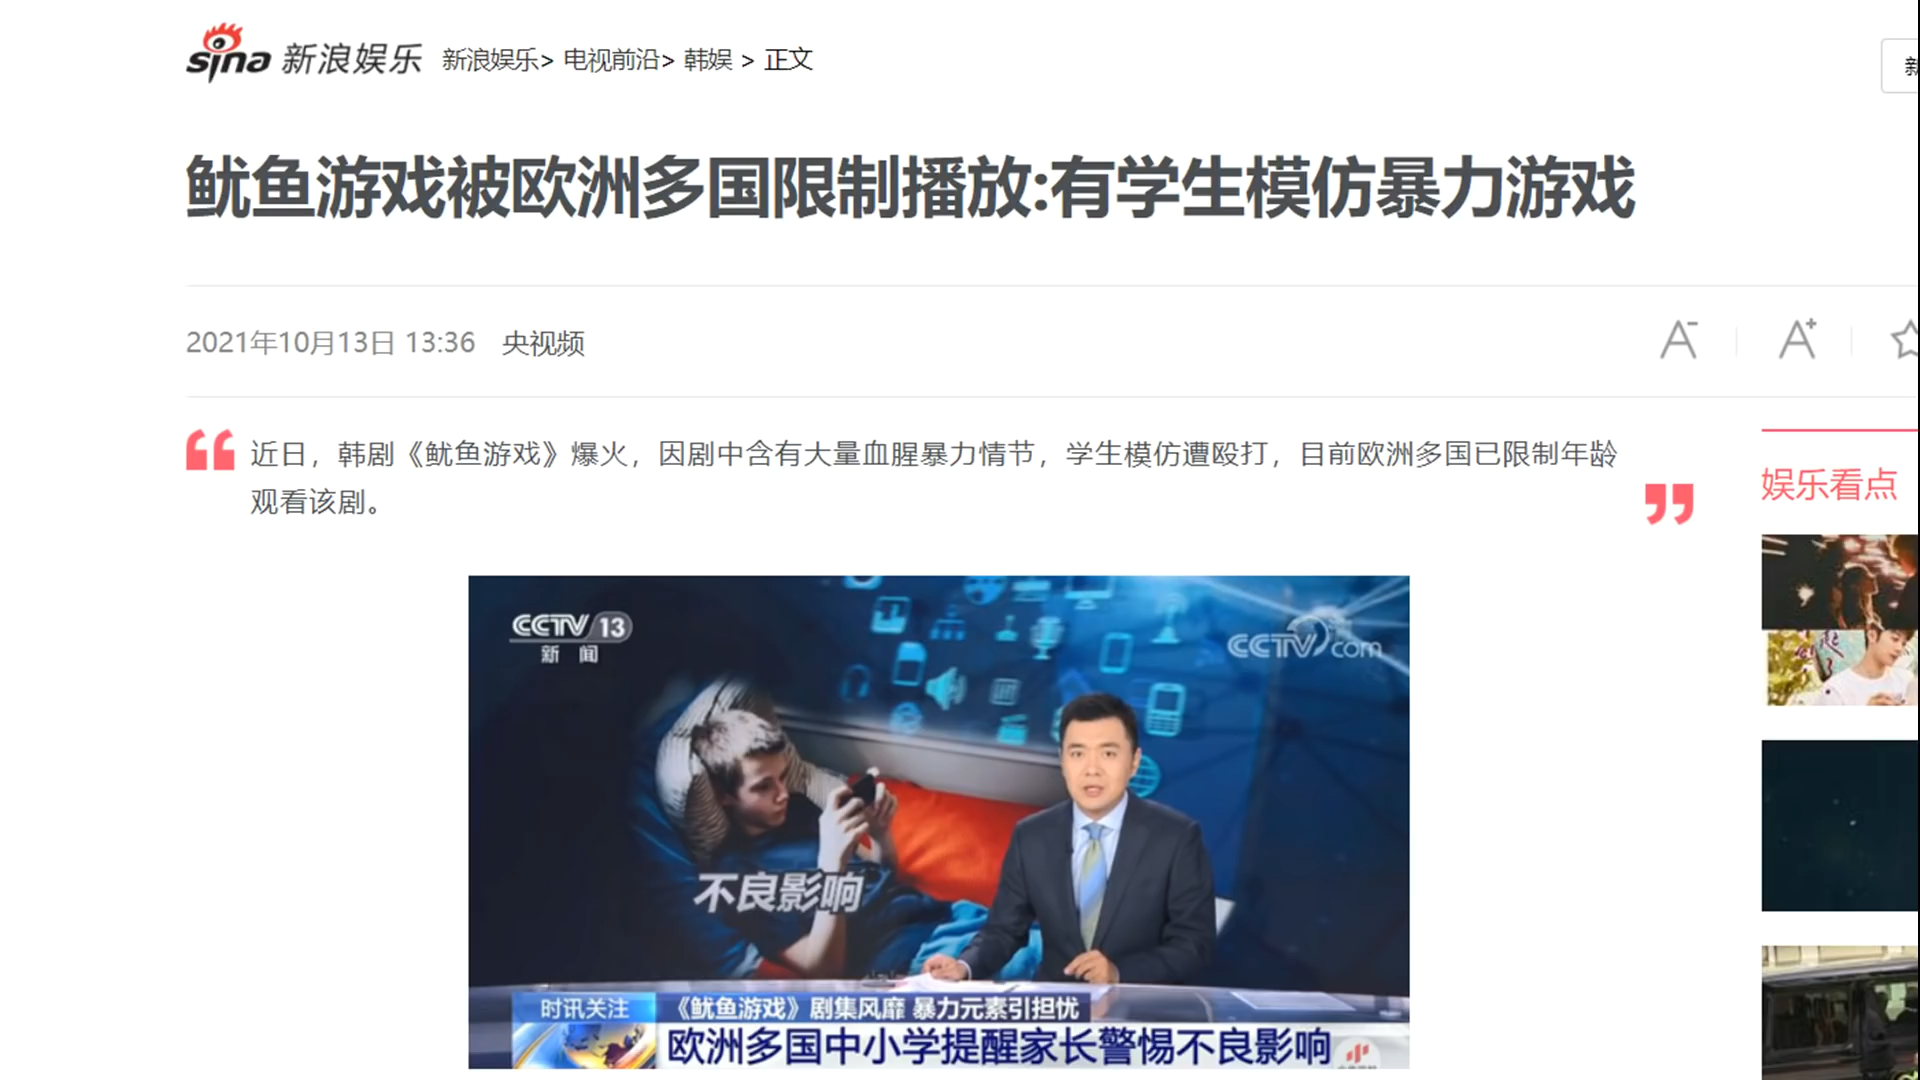 sina 新浪娱乐 新浪娱乐> 电视前沿> 韩娱 > 正文
鱿鱼游戏被欧洲多国限制播放:有学生模仿暴力游戏
2021年10月13日 13:36 央视频
A- A+
近日，韩剧《鱿鱼游戏》爆火，因剧中含有大量血腥暴力情节，学生模仿遭殴打，目前欧洲多国已限制年龄
观看该剧。
娱乐看点
CCTV 13
新闻
CCTV com
不良影响
时讯关注 《鱿鱼游戏》剧集风靡 暴力元素引担忧
欧洲多国中小学提醒家长警惕不良影响